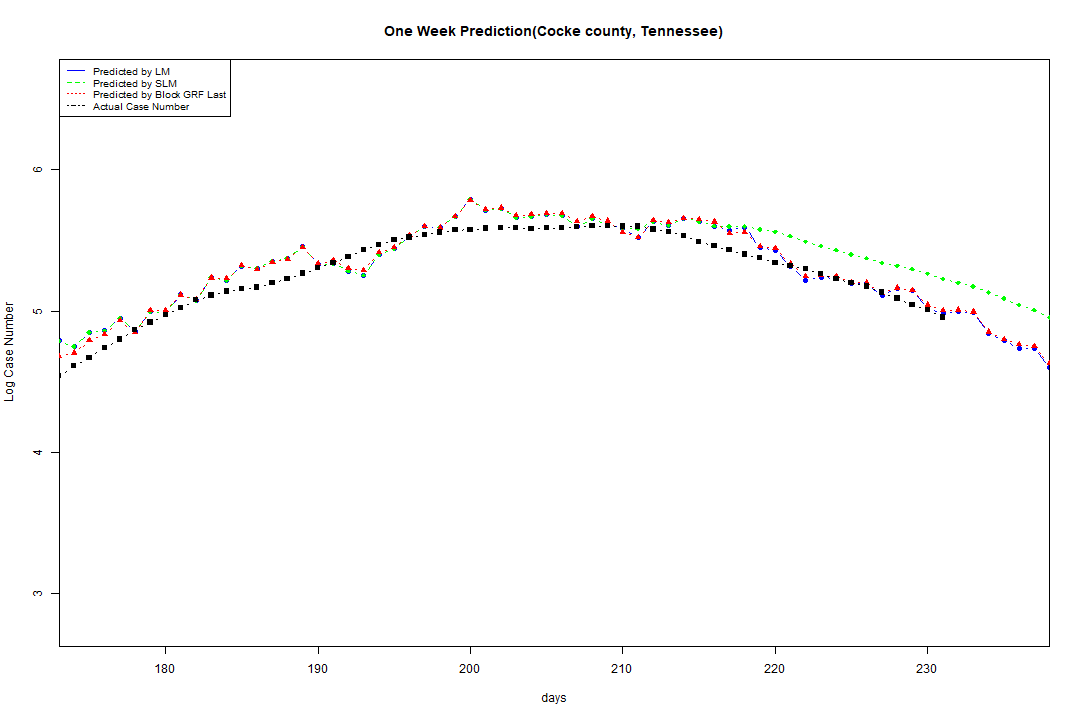 One Week Prediction(Cocke county, Tennessee)
Predicted by LM
Predicted by SLM
Predicted by Block GRF Last
Actual Case Number
6
5
4
3
Log Case Number
180 190 200 210 220 230
days